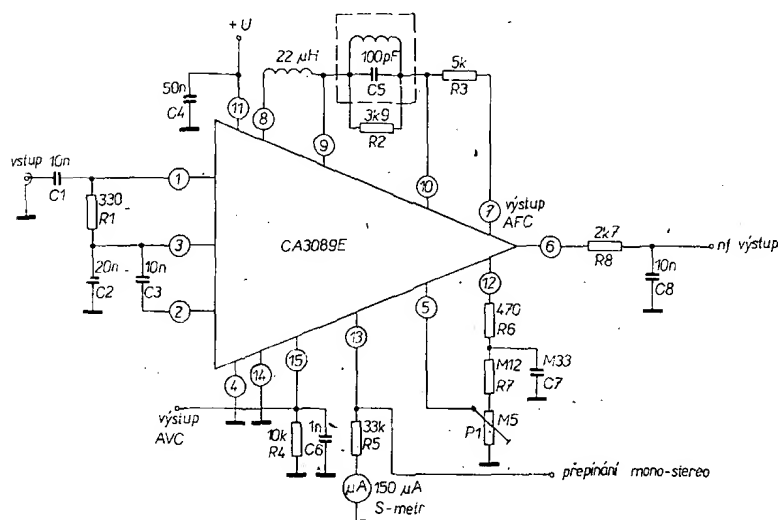 +U
22 μH
100pF
C5
5k
R3
50n
C4
11
8
3k9
R2
9
10
7
výstup
AFC
vstup
10n
C1
1
330
R1
3
CA3089E
6
2k7
R8
nf výstup
20n
C2
10n
C3
2
12
10n
C8
5
470
R6
13
15
14
4
M12
R7
M33
C7
výstup
AVC
10k
R4
1n
C6
33k
R5
M5
P1
μA
150 μA
S-metr
přepínání mono-stereo